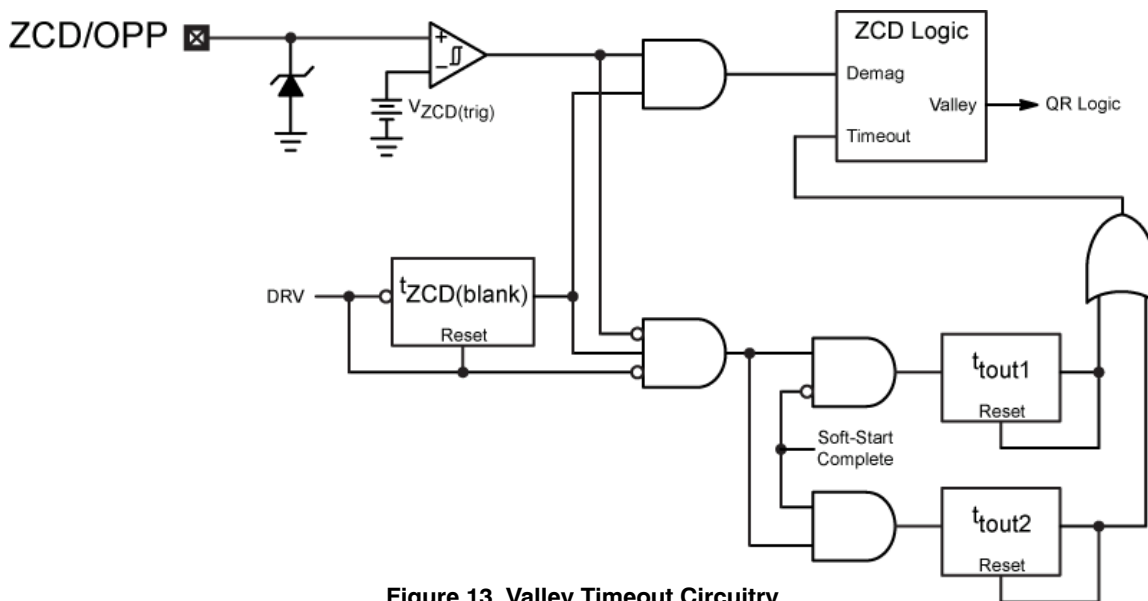 ZCD/OPP
+
−
VZCD(trig)
ZCD Logic
Demag
Valley
Timeout
QR Logic
DRV
tZCD(blank)
Reset
ttout1
Reset
Soft-Start
Complete
ttout2
Reset
Figure 13. Valley Timeout Circuitry